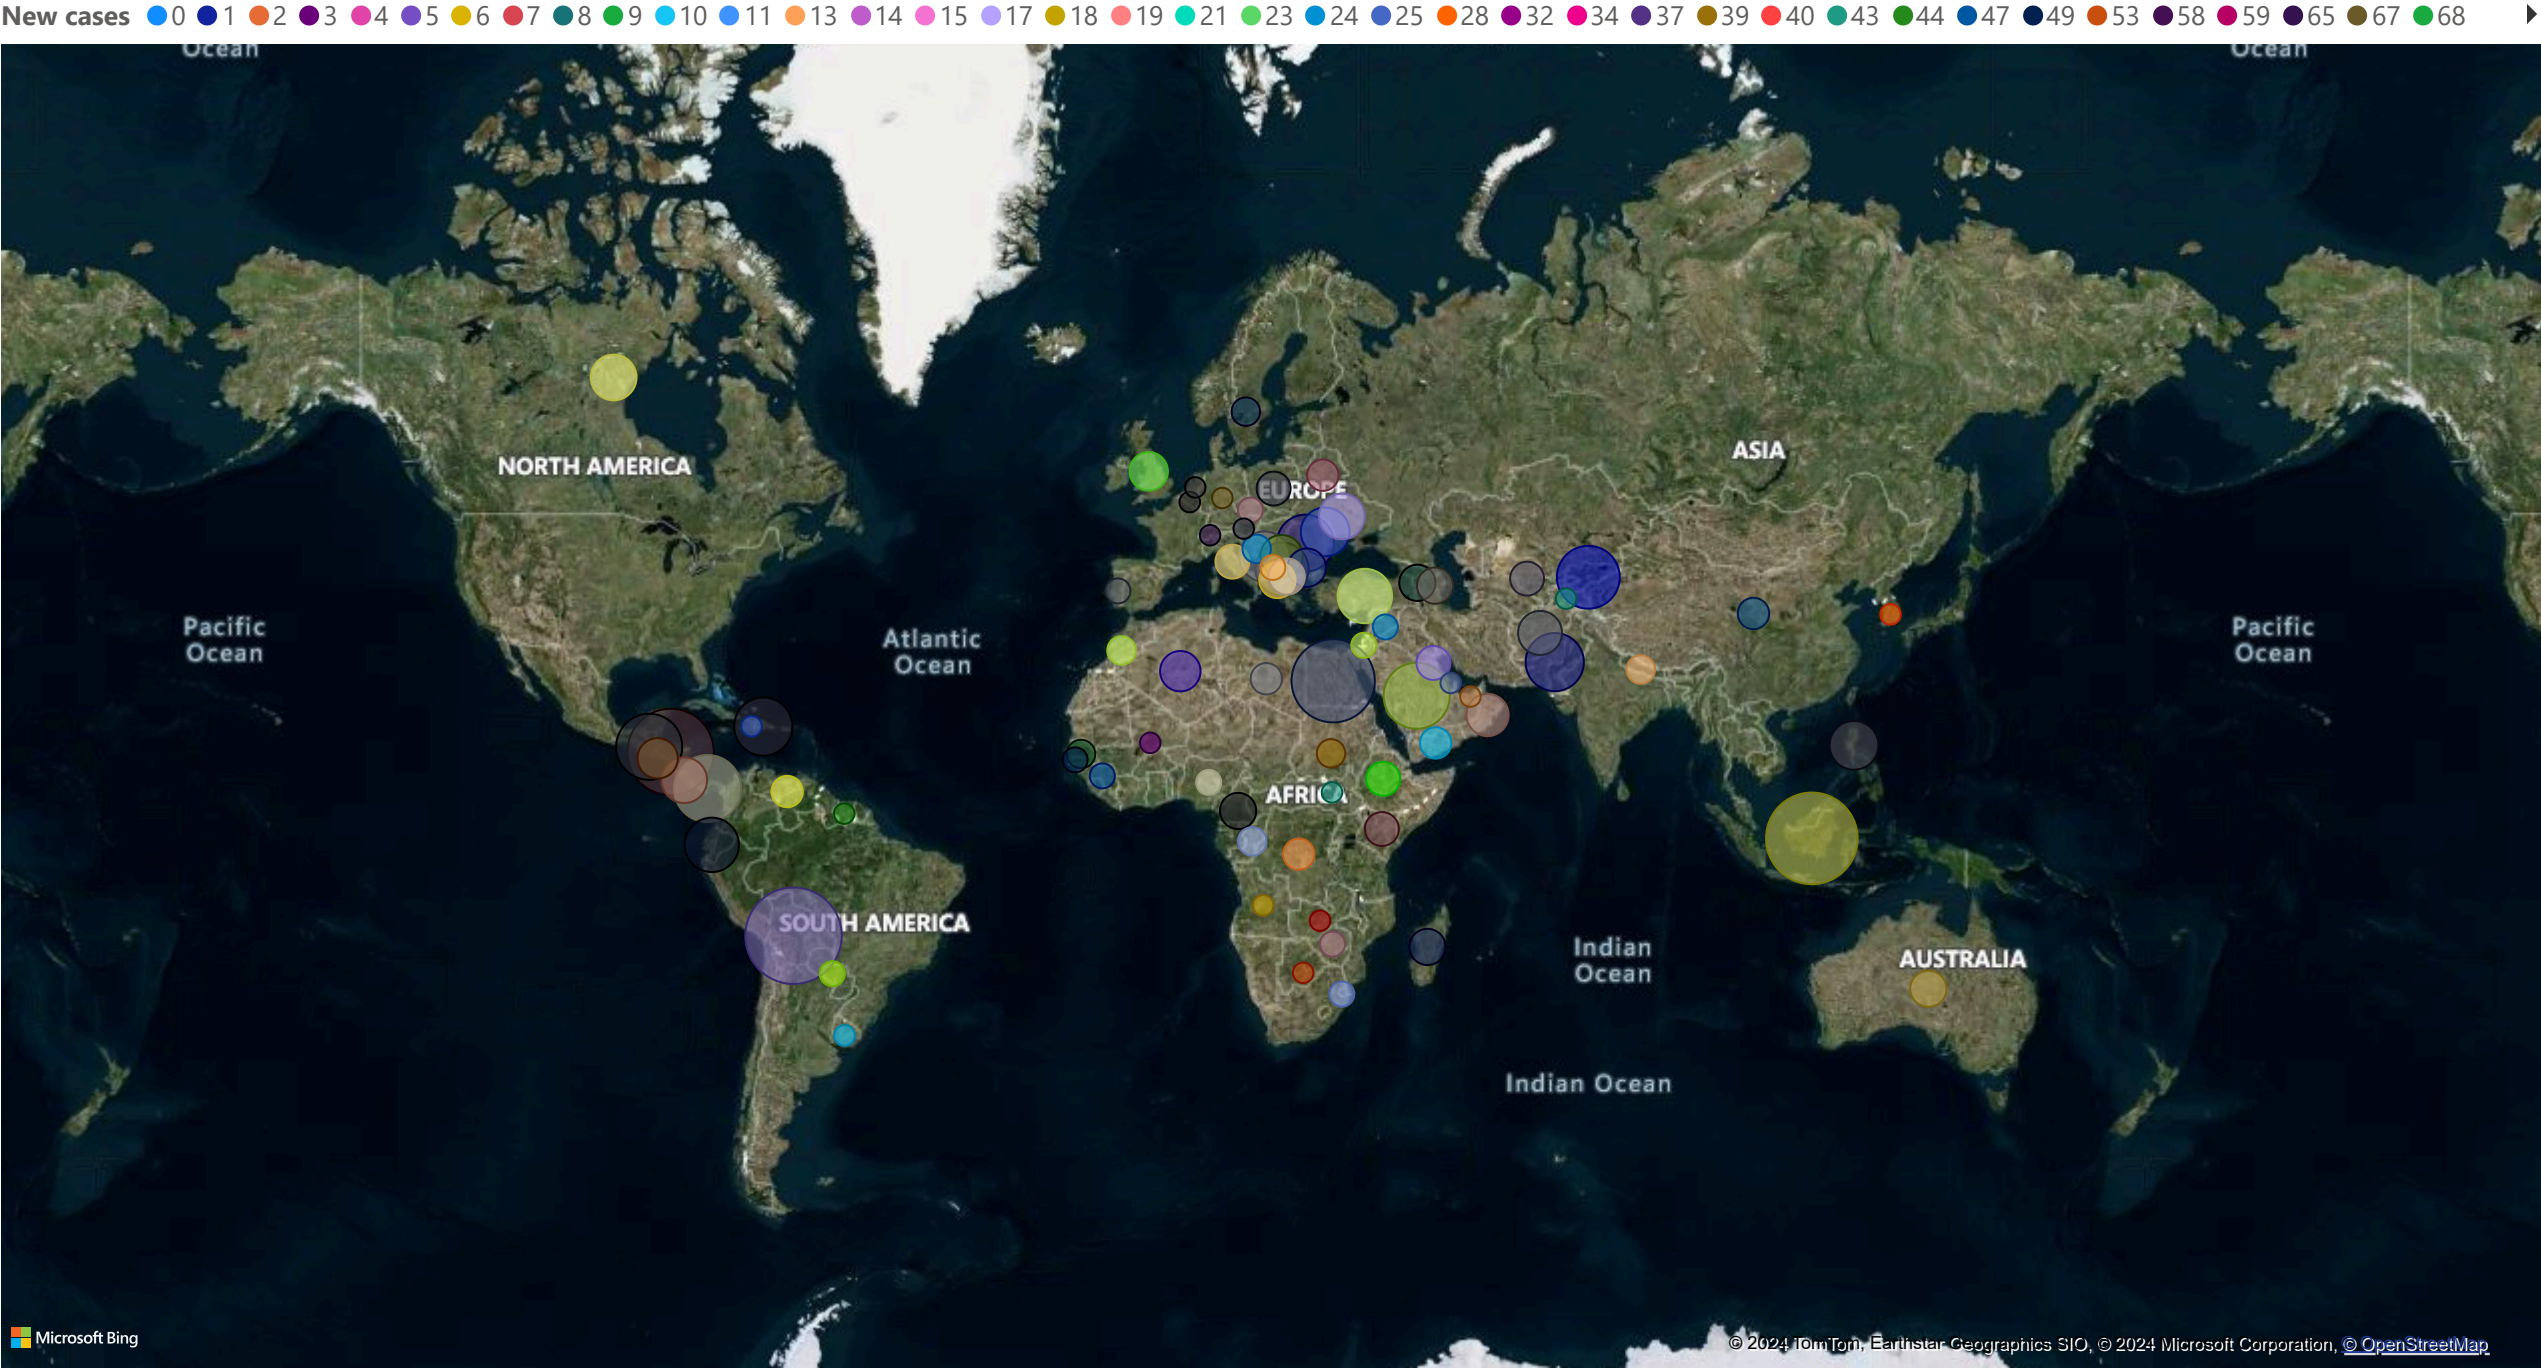 New cases 0 1 2 3 4 5 6 7 8 9 10 11 13 14 15 17 18 19 21 23 24 25 28 32 34 37 39 40 43 44 47 49 53 58 59 65 67 68
Ocean
Ocean
NORTH AMERICA
ASIA
EUROPE
Pacific
Ocean
Atlantic
Ocean
Pacific
Ocean
AFRICA
SOUTH AMERICA
Indian
Ocean
AUSTRALIA
Indian Ocean
Microsoft Bing
© 2024 TomTom, Earthstar Geographics SIO, © 2024 Microsoft Corporation, © OpenStreetMap